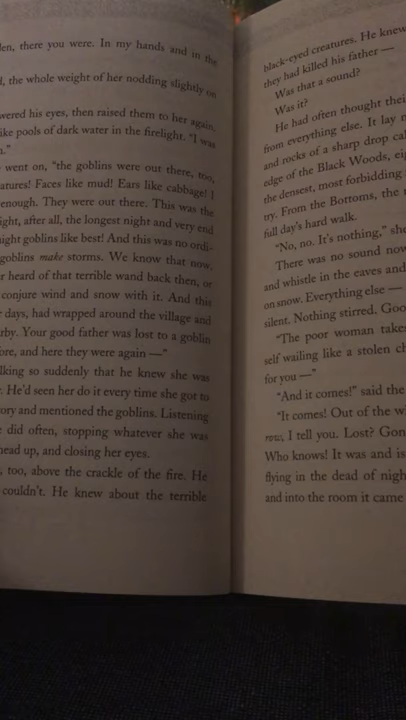 en, there you were. In my hands and in the
, the whole weight of her nodding slightly on
wered his eyes, then raised them to her again.
ike pools of dark water in the firelight. "I was
."
went on, "the goblins were out there, too,
atures! Faces like mud! Ears like cabbage! I
enough. They were out there. This was the
ight, after all, the longest night and very end
night goblins like best! And this was no ordi-
goblins make storms. We know that now.
r heard of that terrible wand back then, or
conjure wind and snow with it. And this
r days, had wrapped around the village and
rby. Your good father was lost to a goblin
ore, and here they were again —"
lking so suddenly that he knew she was
. He'd seen her do it every time she got to
ory and mentioned the goblins. Listening
e did often, stopping whatever she was
head up, and closing her eyes.
, too, above the crackle of the fire. He
couldn't. He knew about the terrible
black-eyed creatures. He knew
they had killed his father —
Was that a sound?
Was it?
He had often thought thei
from everything else. It lay n
and rocks of a sharp drop cal
edge of the Black Woods, eig
the densest, most forbidding
try. From the Bottoms, the
full day's hard walk.
"No, no. It's nothing," she
There was no sound now
and whistle in the eaves and
on snow. Everything else —
silent. Nothing stirred. Goo
"The poor woman take
self wailing like a stolen ch
for you —"
"And it comes!" said the
"It comes! Out of the wi
row, I tell you. Lost? Gon
Who knows! It was and is
flying in the dead of nigh
and into the room it came